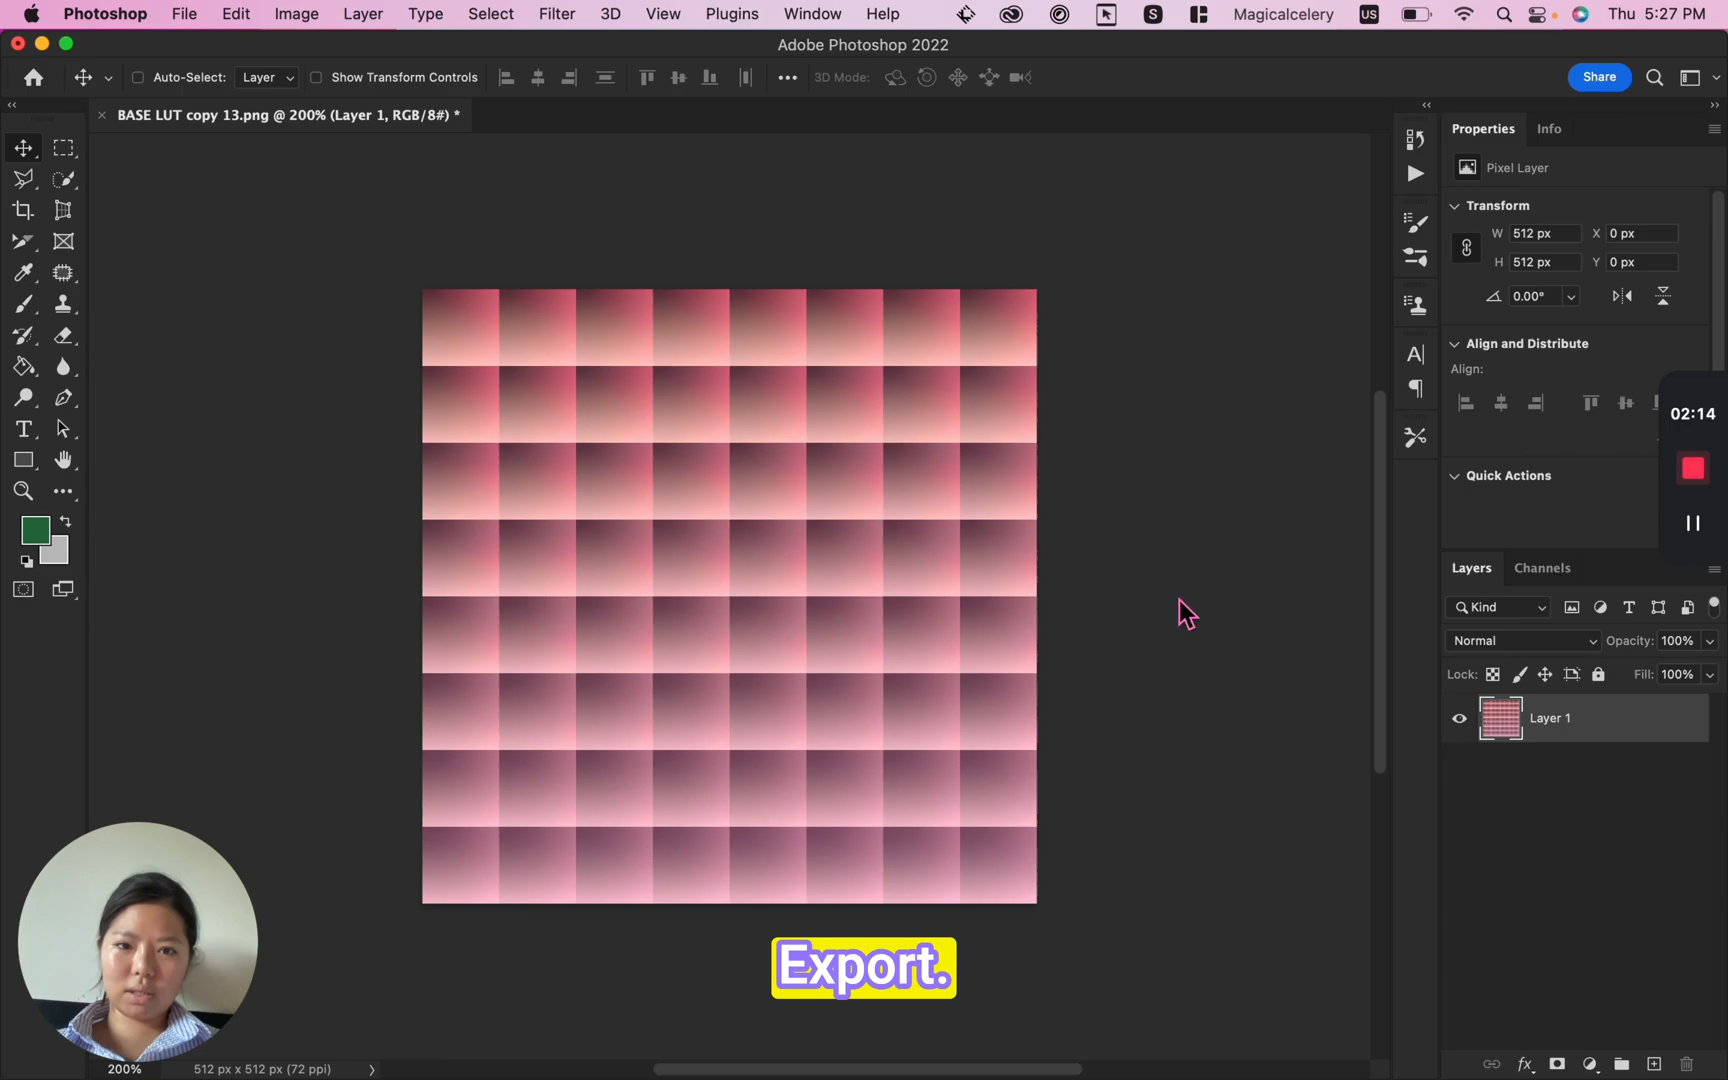 Photoshop File Edit Image Layer Type Select Filter 3D View Plugins Window Help S Magicalcelery US Thu 5:27 PM
Adobe Photoshop 2022
Auto-Select: Layer Show Transform Controls 3D Mode: Share
BASE LUT copy 13.png @ 200% (Layer 1, RGB/8#) *
Properties Info
Pixel Layer
Transform
W 512 px X 0 px
H 512 px Y 0 px
0.00°
Align and Distribute
Align:
02:14
Quick Actions
Layers Channels
Kind
Normal Opacity: 100%
Lock: Fill: 100%
Layer 1
Export.
200% 512 px x 512 px (72 ppi)